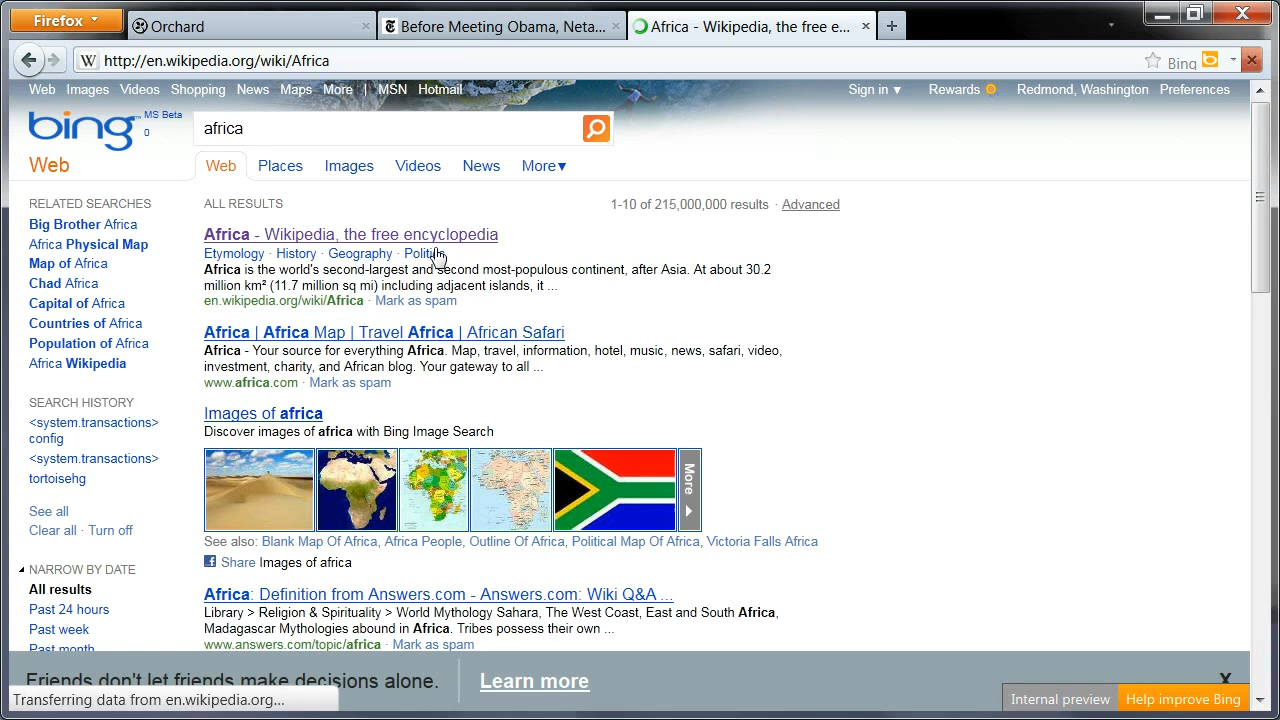 Firefox
Orchard
Before Meeting Obama, Neta...
Africa - Wikipedia, the free e...
http://en.wikipedia.org/wiki/Africa
Bing
Web Images Videos Shopping News Maps More | MSN Hotmail
Sign in Rewards Redmond, Washington Preferences
bing
MS Beta
0
africa
Web
Web Places Images Videos News More
RELATED SEARCHES
Big Brother Africa
Africa Physical Map
Map of Africa
Chad Africa
Capital of Africa
Countries of Africa
Population of Africa
Africa Wikipedia
SEARCH HISTORY
<system.transactions>
config
<system.transactions>
tortoisehg
See all
Clear all · Turn off
NARROW BY DATE
All results
Past 24 hours
Past week
Past month
ALL RESULTS
1-10 of 215,000,000 results · Advanced
Africa - Wikipedia, the free encyclopedia
Etymology · History · Geography · Politics
Africa is the world's second-largest and second most-populous continent, after Asia. At about 30.2
million km² (11.7 million sq mi) including adjacent islands, it ...
en.wikipedia.org/wiki/Africa · Mark as spam
Africa | Africa Map | Travel Africa | African Safari
Africa - Your source for everything Africa. Map, travel, information, hotel, music, news, safari, video,
investment, charity, and African blog. Your gateway to all ...
www.africa.com · Mark as spam
Images of africa
Discover images of africa with Bing Image Search
More
See also: Blank Map Of Africa, Africa People, Outline Of Africa, Political Map Of Africa, Victoria Falls Africa
Share Images of africa
Africa: Definition from Answers.com - Answers.com: Wiki Q&A ...
Library > Religion & Spirituality > World Mythology Sahara, The West Coast, East and South Africa,
Madagascar Mythologies abound in Africa. Tribes possess their own ...
www.answers.com/topic/africa · Mark as spam
Friends don't let friends make decisions alone.
Learn more
X
Transferring data from en.wikipedia.org...
Internal preview
Help improve Bing